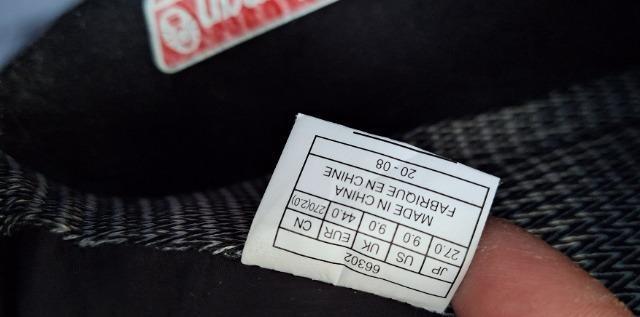 66302
JP US UK EUR CN
27.0 9.0 9.0 44.0 270(2.0)
MADE IN CHINA
FABRIQUE EN CHINE
20-08